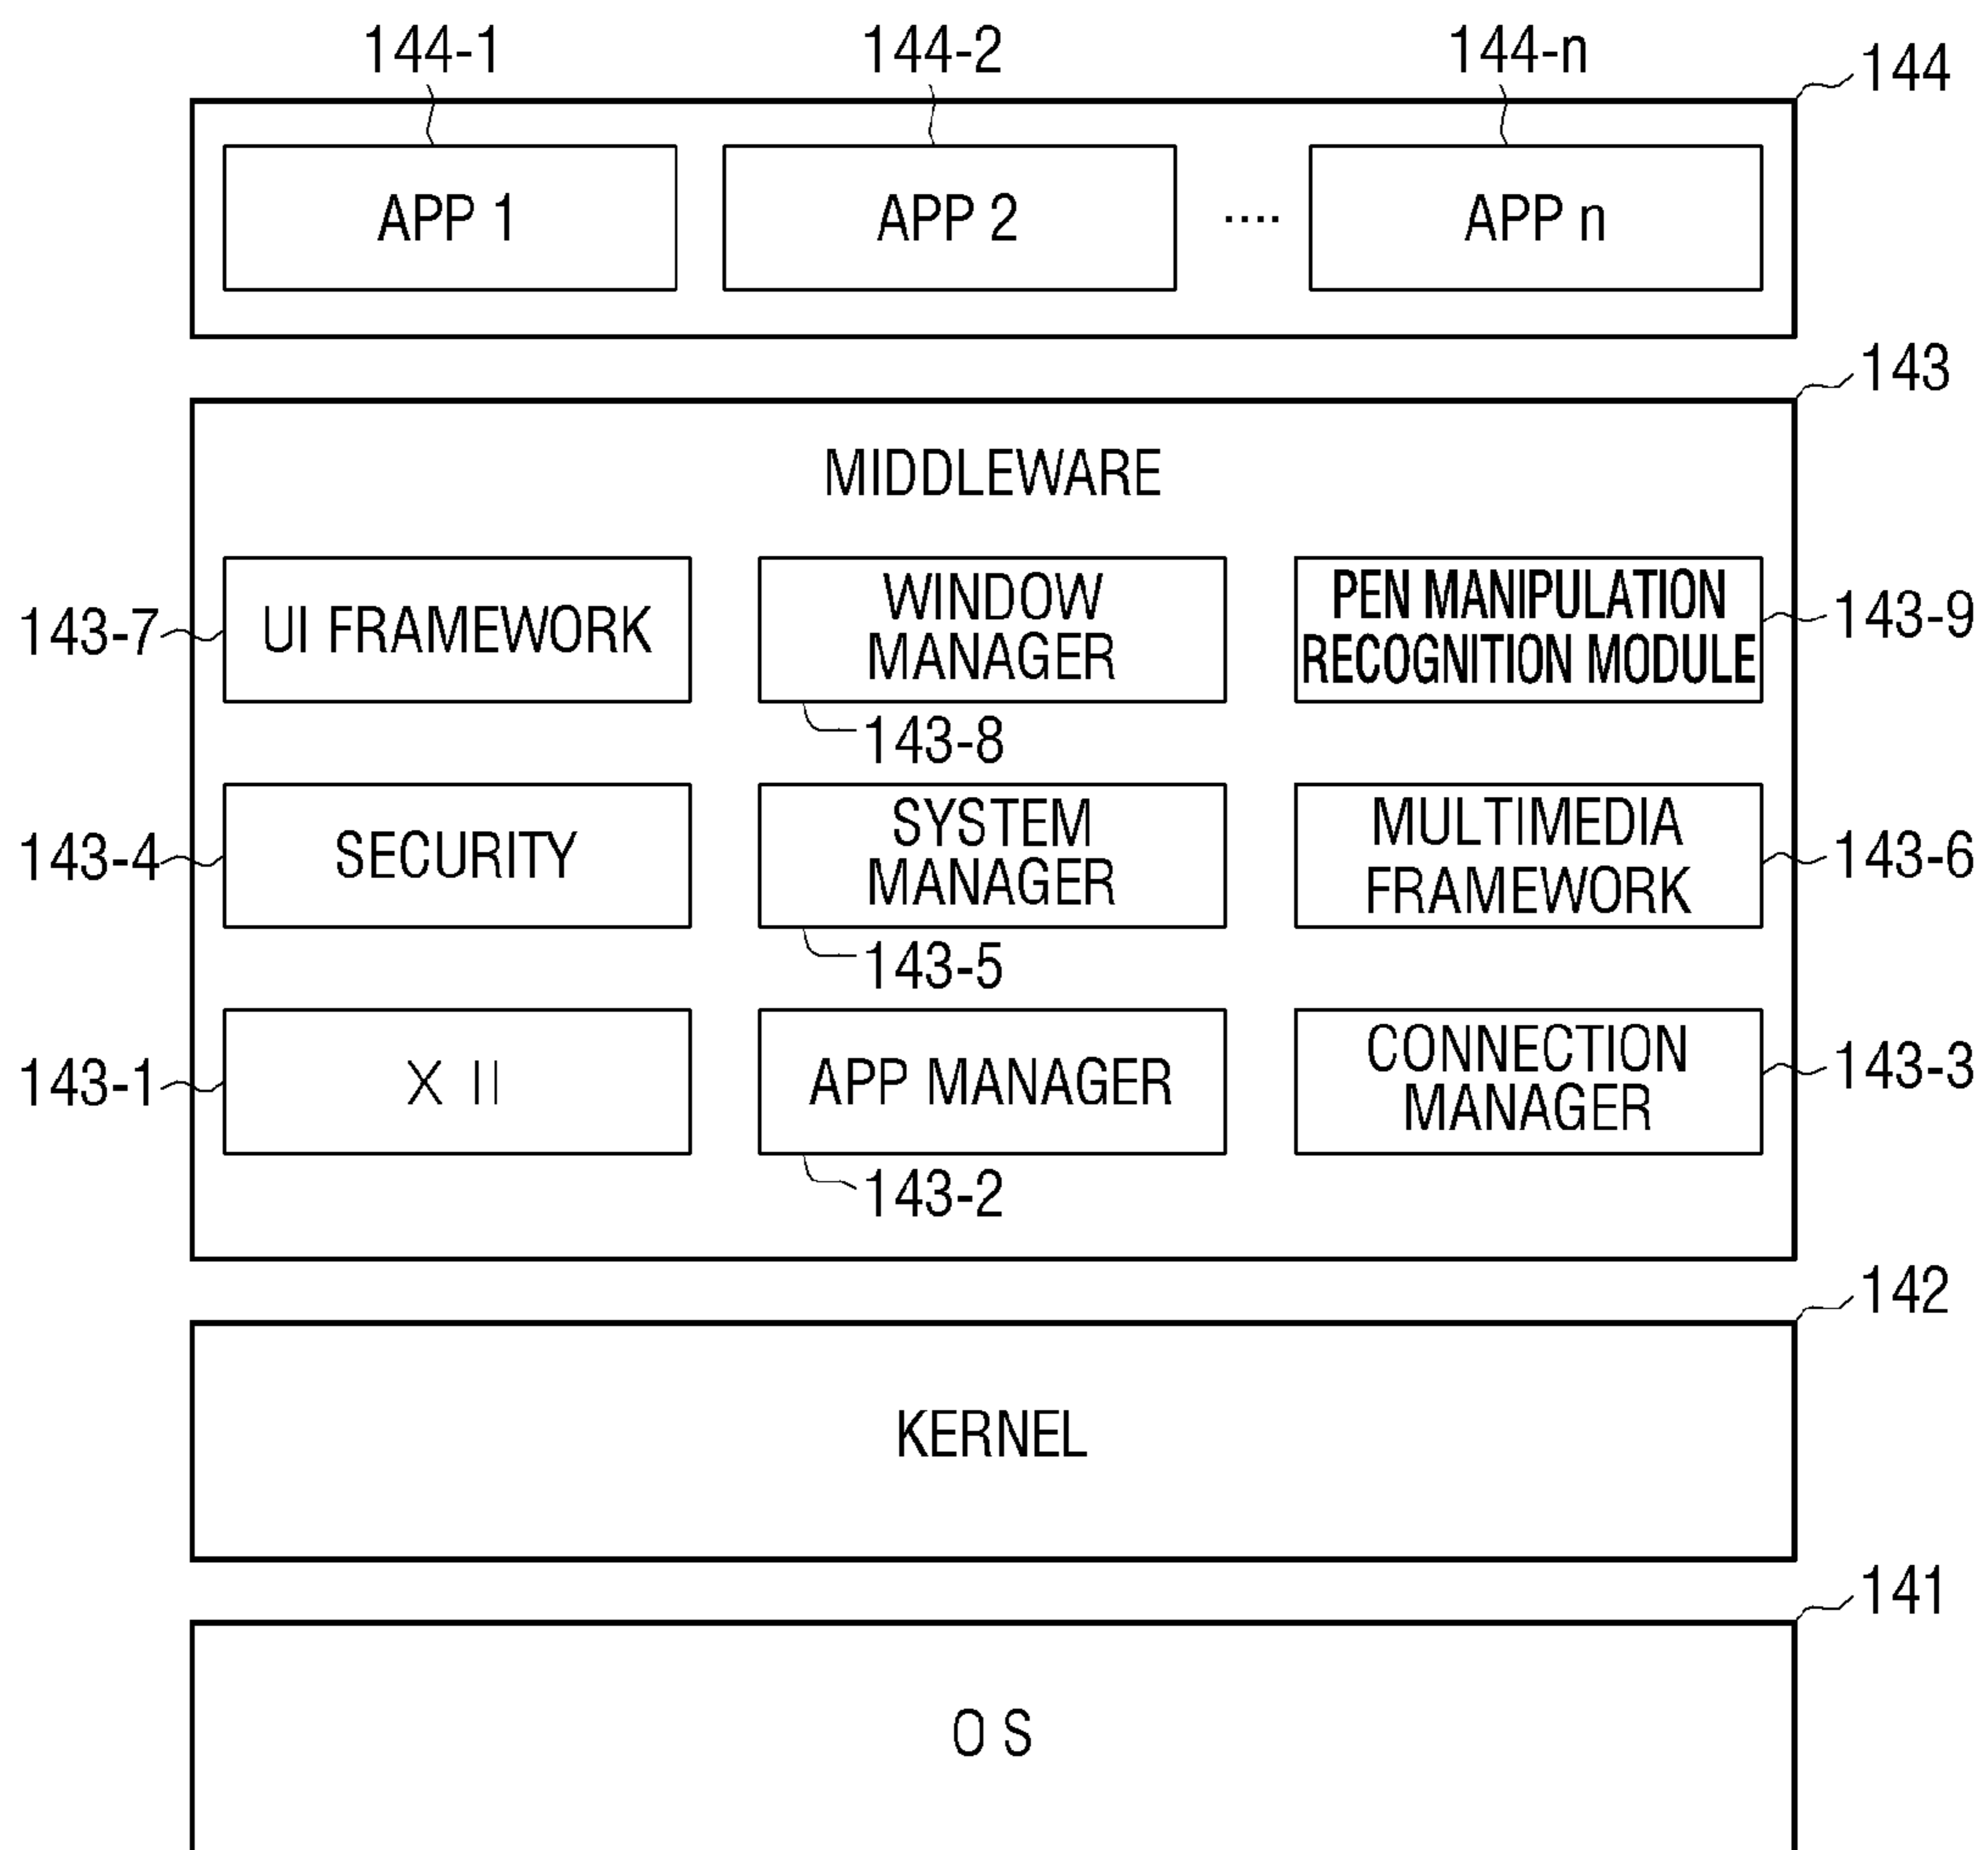 144-1 144-2 144-n
144
APP 1 APP 2 .... APP n
143
MIDDLEWARE
143-7 UI FRAMEWORK
WINDOW
MANAGER
143-8
PEN MANIPULATION
RECOGNITION MODULE
143-9
143-4 SECURITY
SYSTEM
MANAGER
143-5
MULTIMEDIA
FRAMEWORK
143-6
143-1 X II
APP MANAGER
143-2
CONNECTION
MANAGER
143-3
142
KERNEL
141
O S